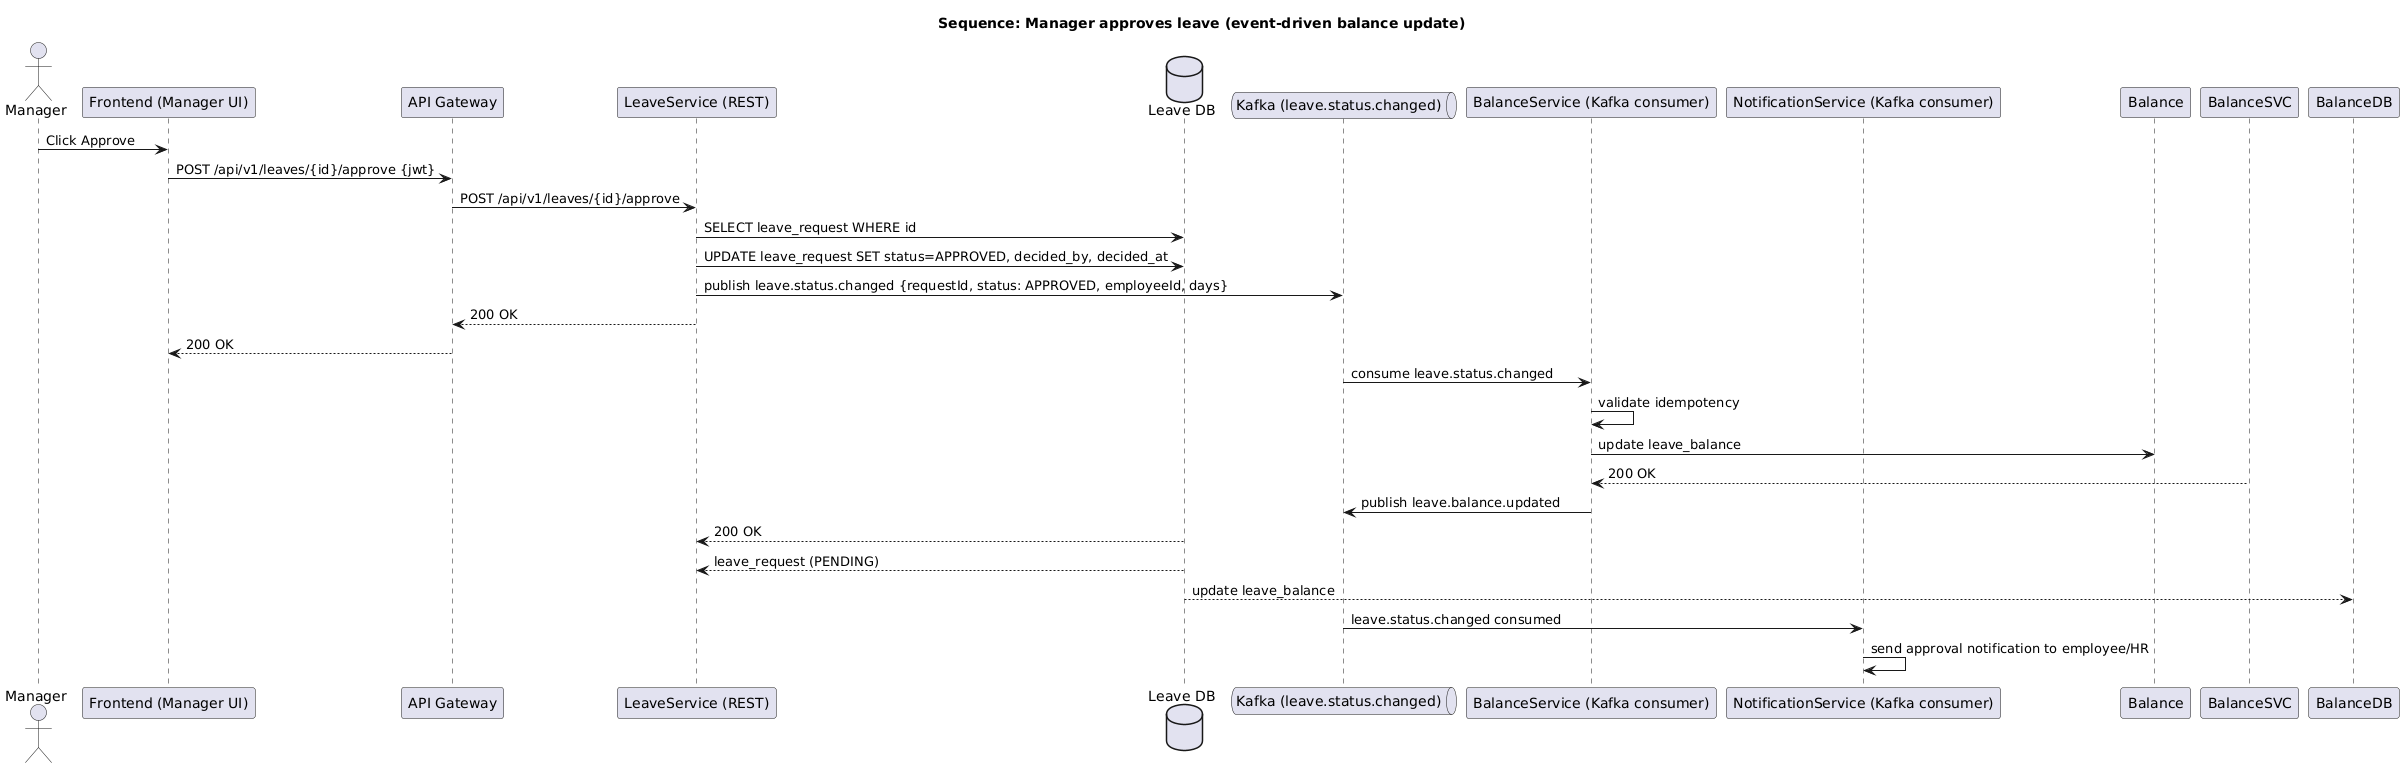 Sequence: Manager approves leave (event-driven balance update)
Manager
Frontend (Manager UI)
API Gateway
LeaveService (REST)
Leave DB
Kafka (leave.status.changed)
BalanceService (Kafka consumer)
NotificationService (Kafka consumer)
Balance
BalanceSVC
BalanceDB
Click Approve
POST /api/v1/leaves/{id}/approve {jwt}
POST /api/v1/leaves/{id}/approve
SELECT leave_request WHERE id
UPDATE leave_request SET status=APPROVED, decided_by, decided_at
publish leave.status.changed {requestId, status: APPROVED, employeeId, days}
200 OK
200 OK
consume leave.status.changed
validate idempotency
update leave_balance
200 OK
publish leave.balance.updated
200 OK
leave_request (PENDING)
update leave_balance
leave.status.changed consumed
send approval notification to employee/HR
Manager
Frontend (Manager UI)
API Gateway
LeaveService (REST)
Leave DB
Kafka (leave.status.changed)
BalanceService (Kafka consumer)
NotificationService (Kafka consumer)
Balance
BalanceSVC
BalanceDB